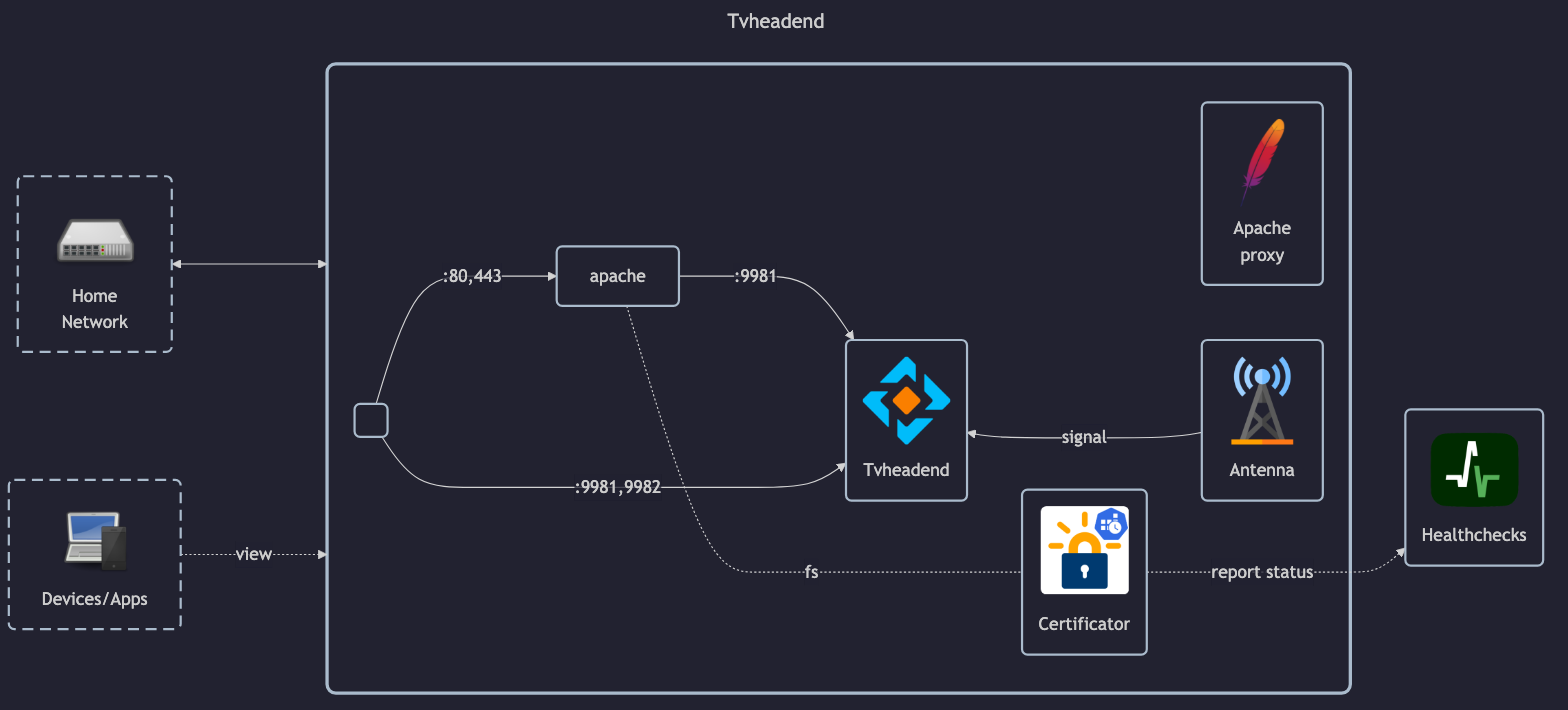 Tvheadend
Apache
proxy
Home
Network
:80,443
apache
:9981
signal
Tvheadend
Antenna
:9981,9982
Healthchecks
view
Devices/Apps
fs
report status
Certificator